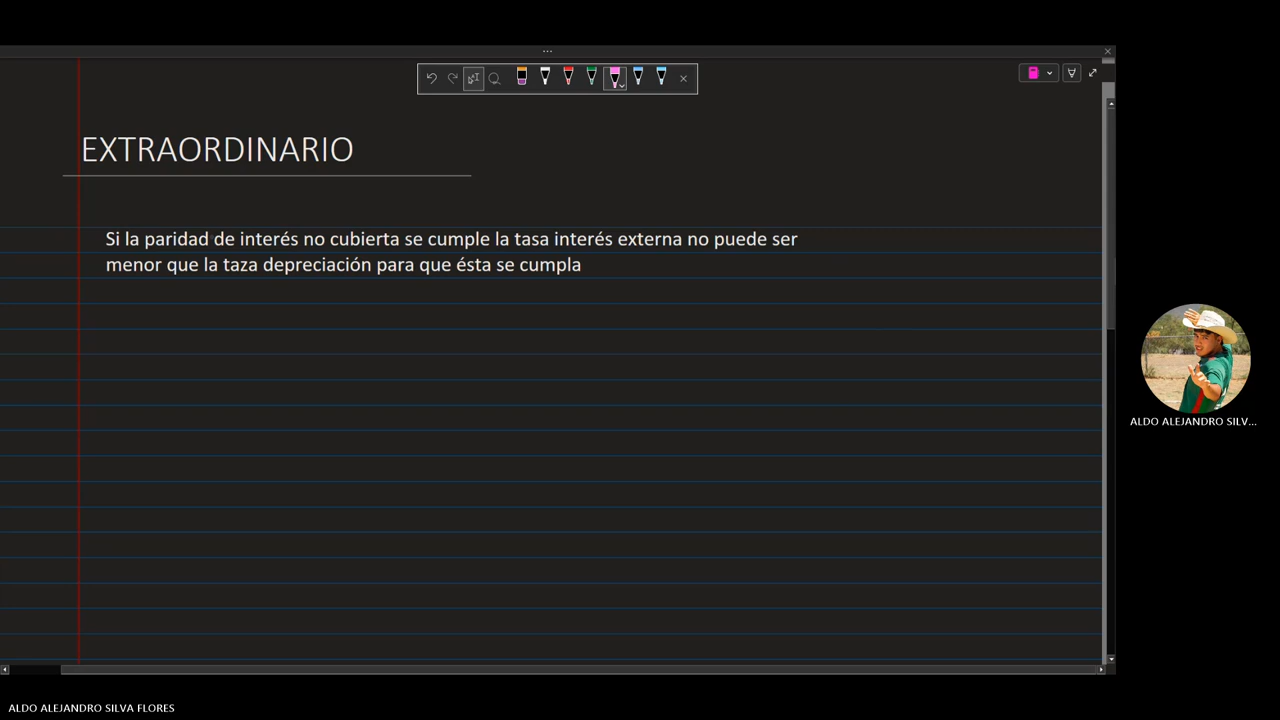 EXTRAORDINARIO
Si la paridad de interés no cubierta se cumple la tasa interés externa no puede ser
menor que la taza depreciación para que ésta se cumpla
ALDO ALEJANDRO SILV...
ALDO ALEJANDRO SILVA FLORES